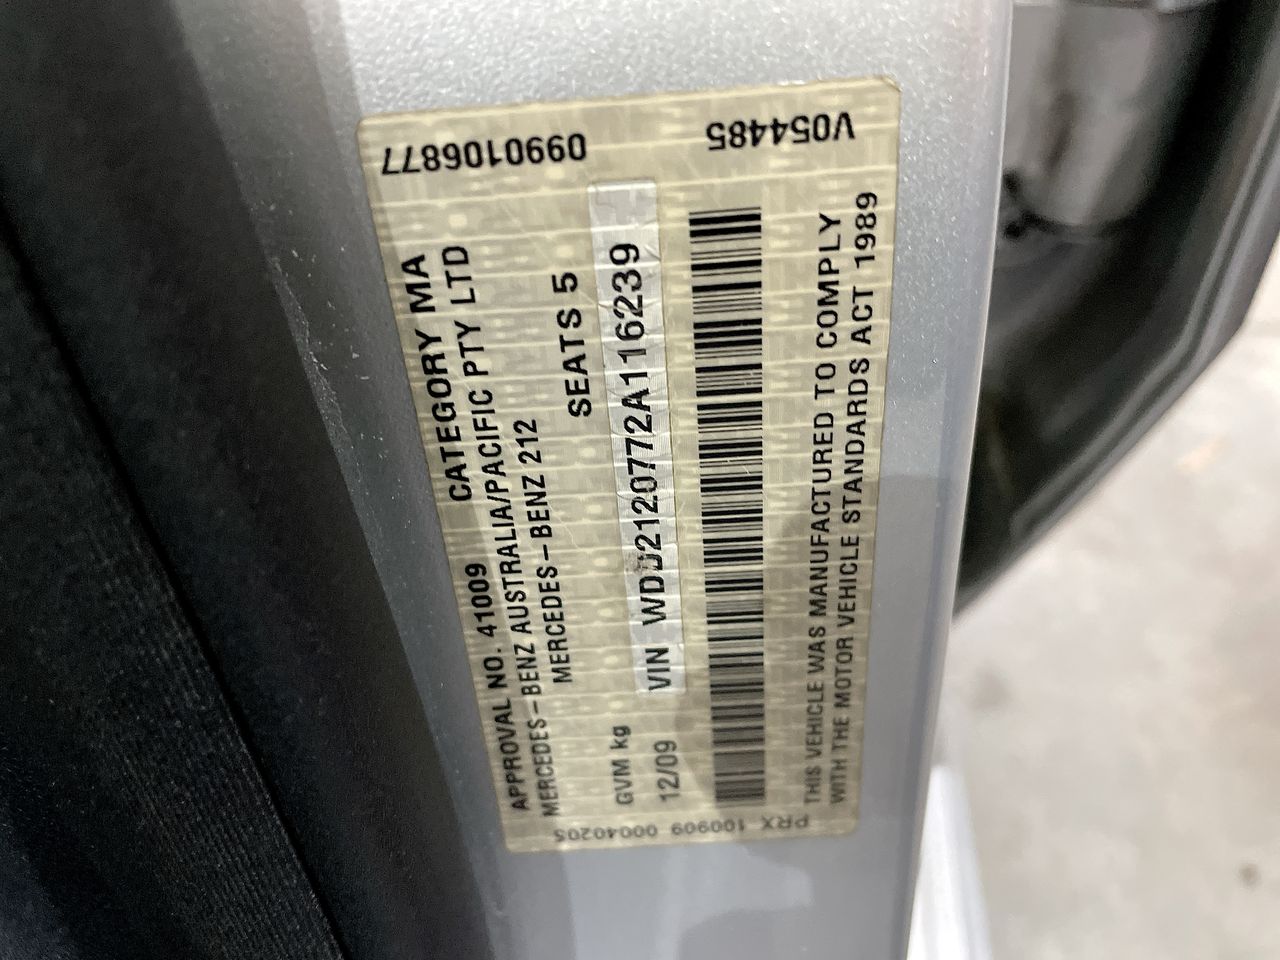 APPROVAL NO. 41009 CATEGORY MA
MERCEDES-BENZ AUSTRALIA/PACIFIC PTY LTD
MERCEDES-BENZ 212
SEATS 5
GVM kg
12/09 VIN WDD2120772A116239
THIS VEHICLE WAS MANUFACTURED TO COMPLY
WITH THE MOTOR VEHICLE STANDARDS ACT 1989
0990106877
V054485
PRX 100909 00040205